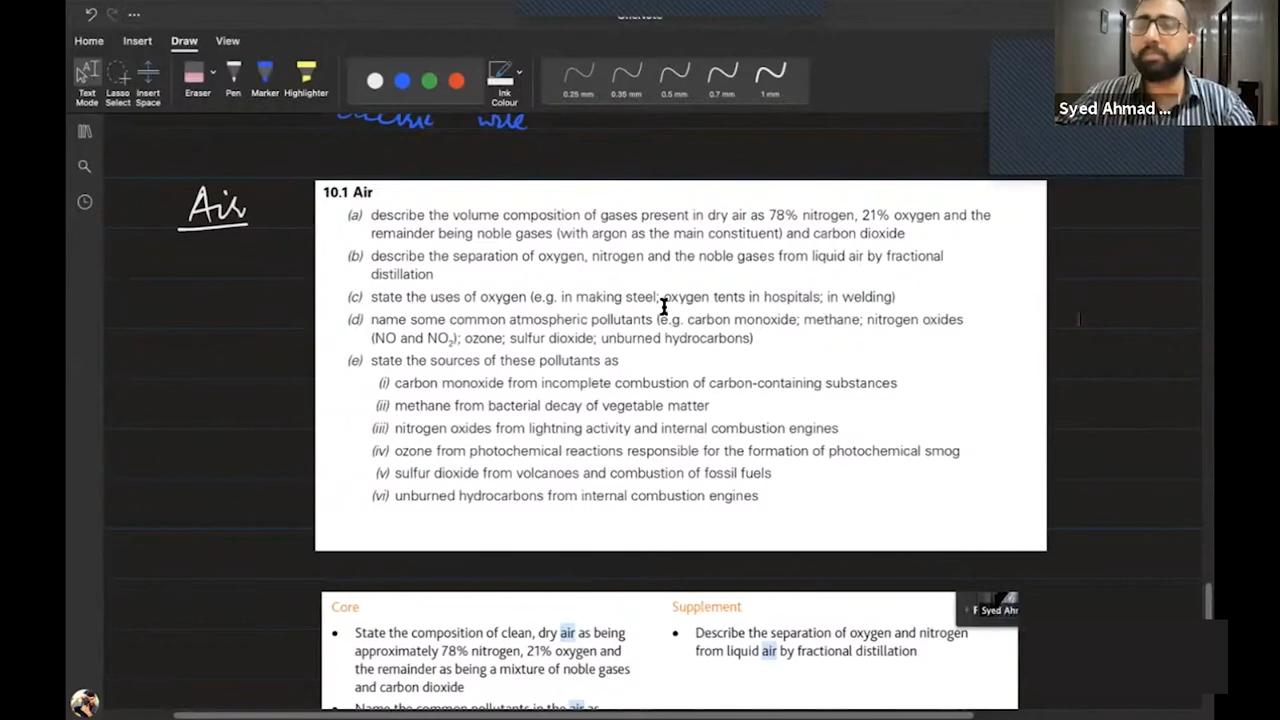 Home Insert Draw View
Text Mode
Lasso Select
Insert Space
Eraser
Pen
Marker
Highlighter
Ink Colour
0.25 mm 0.35 mm 0.5 mm 0.7 mm 1 mm
Syed Ahmad ...
wire
Air
10.1 Air
(a) describe the volume composition of gases present in dry air as 78% nitrogen, 21% oxygen and the
remainder being noble gases (with argon as the main constituent) and carbon dioxide
(b) describe the separation of oxygen, nitrogen and the noble gases from liquid air by fractional
distillation
(c) state the uses of oxygen (e.g. in making steel; oxygen tents in hospitals; in welding)
(d) name some common atmospheric pollutants (e.g. carbon monoxide; methane; nitrogen oxides
(NO and NO₂); ozone; sulfur dioxide; unburned hydrocarbons)
(e) state the sources of these pollutants as
(i) carbon monoxide from incomplete combustion of carbon-containing substances
(ii) methane from bacterial decay of vegetable matter
(iii) nitrogen oxides from lightning activity and internal combustion engines
(iv) ozone from photochemical reactions responsible for the formation of photochemical smog
(v) sulfur dioxide from volcanoes and combustion of fossil fuels
(vi) unburned hydrocarbons from internal combustion engines
Core
• State the composition of clean, dry air as being
approximately 78% nitrogen, 21% oxygen and
the remainder as being a mixture of noble gases
and carbon dioxide
• Name the common pollutants in the air as
Supplement
• Describe the separation of oxygen and nitrogen
from liquid air by fractional distillation
Syed Ahr